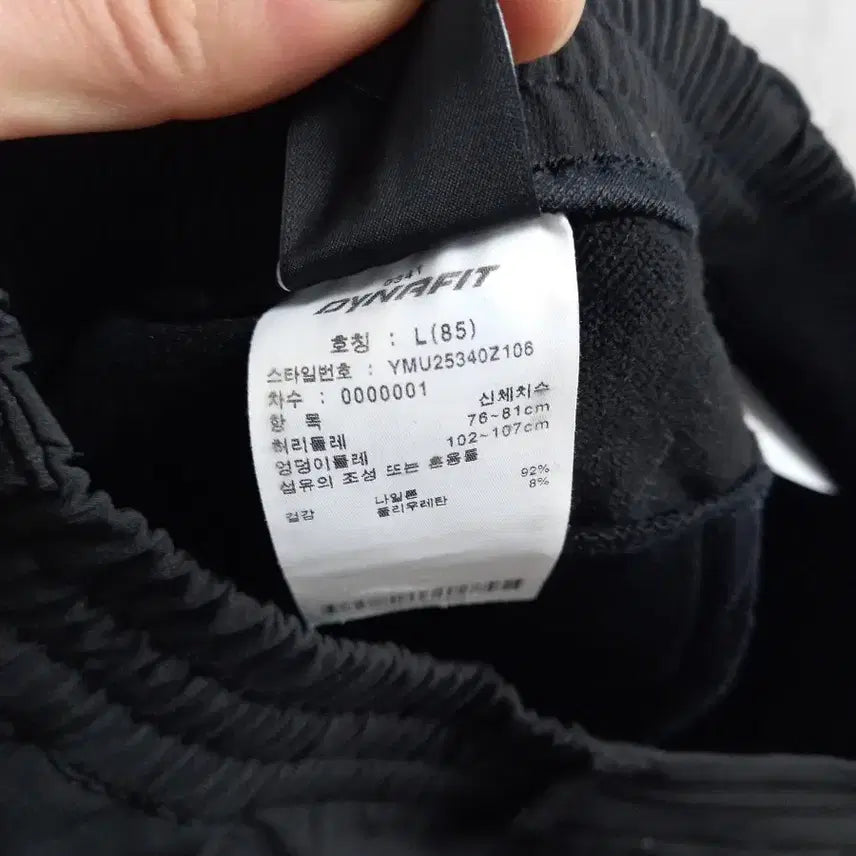 0341
DYNAFIT
호칭 : L(85)
스타일번호 : YMU25340Z106
차수 : 0000001
항 목 신체치수
허리둘레 76~81cm
엉덩이둘레 102~107cm
섬유의 조성 또는 혼용률
겉감 나일론 92%
폴리우레탄 8%